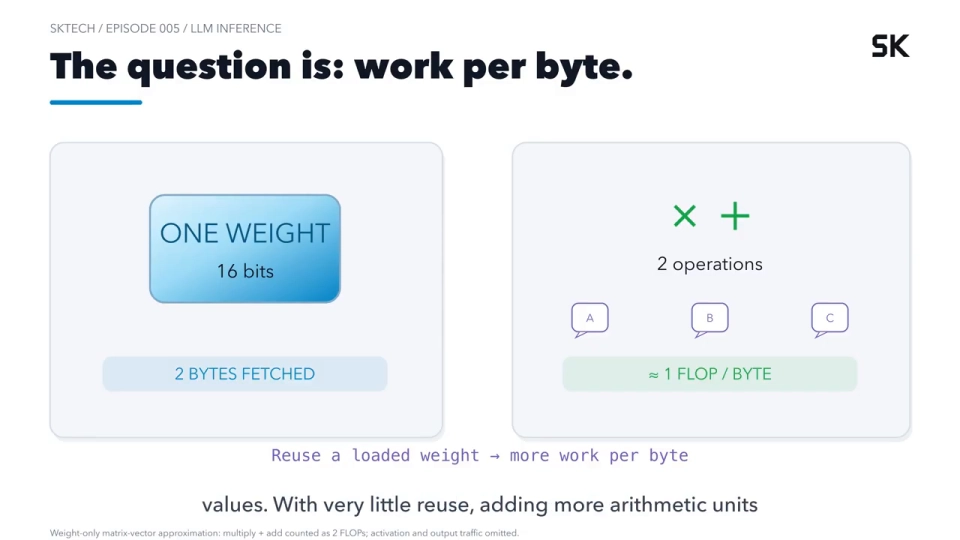 SKTECH / EPISODE 005 / LLM INFERENCE
SK
The question is: work per byte.
ONE WEIGHT
16 bits
2 BYTES FETCHED
× +
2 operations
A B C
≈ 1 FLOP / BYTE
Reuse a loaded weight → more work per byte
values. With very little reuse, adding more arithmetic units
Weight-only matrix-vector approximation: multiply + add counted as 2 FLOPs; activation and output traffic omitted.